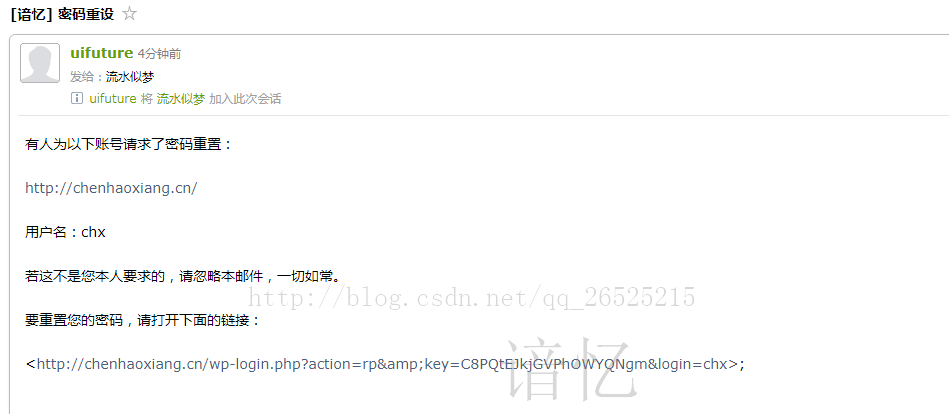 [谙忆] 密码重设 ☆
uifuture 4分钟前
发给：流水似梦
uifuture 将 流水似梦 加入此次会话
有人为以下账号请求了密码重置：
http://chenhaoxiang.cn/
用户名：chx
若这不是您本人要求的，请忽略本邮件，一切如常。
http://blog.csdn.net/qq_26525215
要重置您的密码，请打开下面的链接：
谙忆
<http://chenhaoxiang.cn/wp-login.php?action=rp&amp;key=C8PQtEJkjGVPhOWYQNgm&login=chx>;